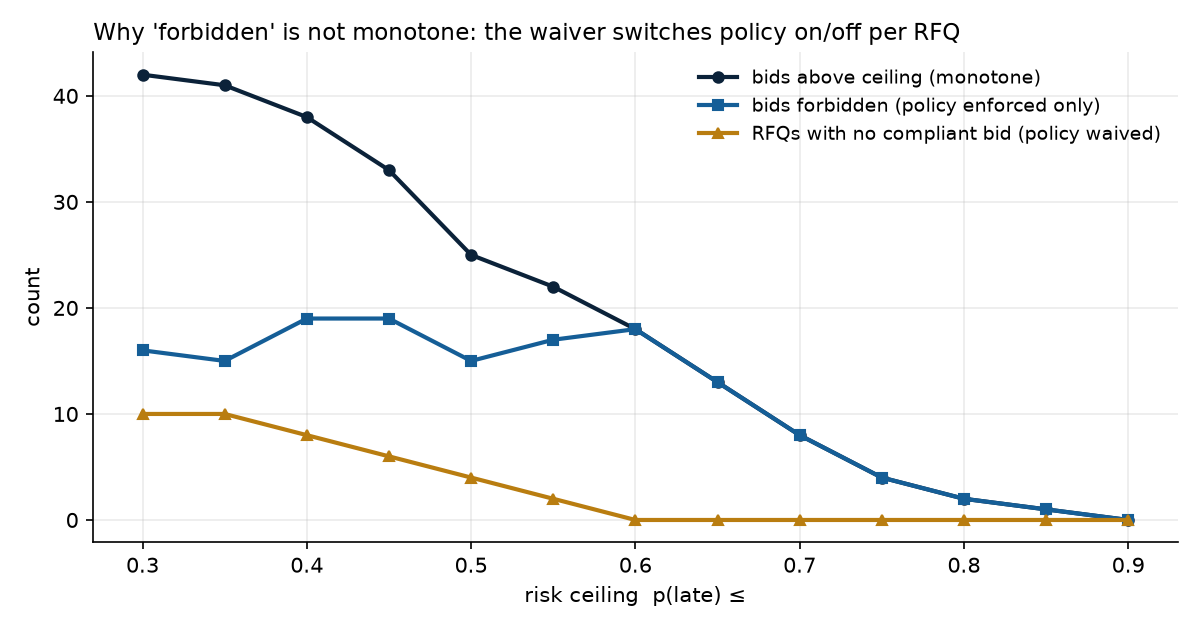 Why 'forbidden' is not monotone: the waiver switches policy on/off per RFQ
bids above ceiling (monotone)
bids forbidden (policy enforced only)
RFQs with no compliant bid (policy waived)
count
40
30
20
10
0
0.3 0.4 0.5 0.6 0.7 0.8 0.9
risk ceiling  p(late) ≤